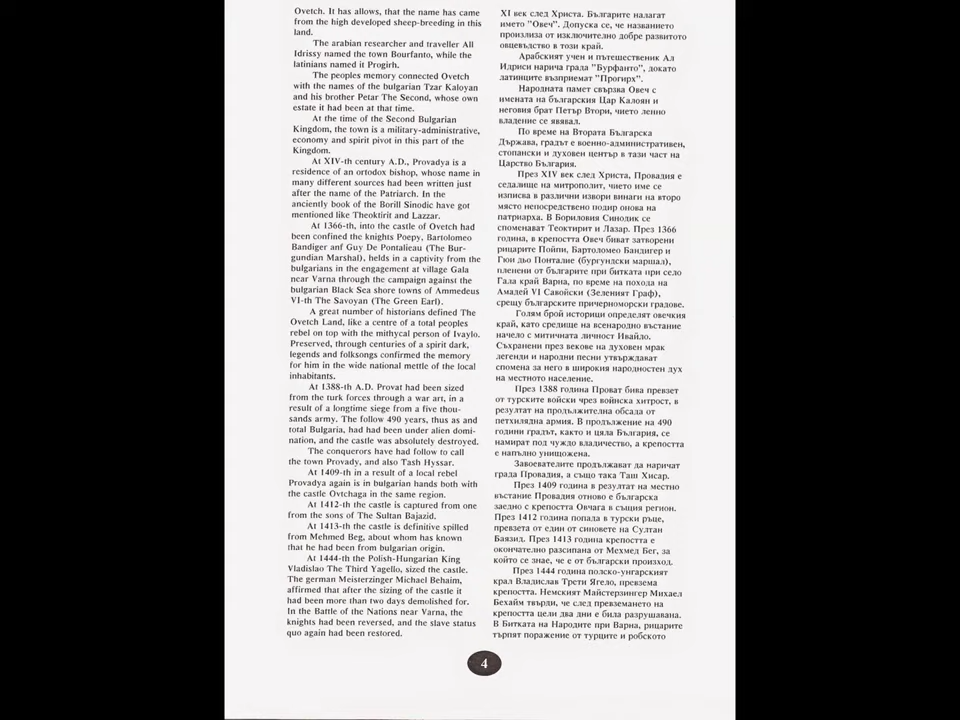 Ovetch. It has allows, that the name has came
from the high developed sheep-breeding in this
land.
The arabian researcher and traveller All
Idrissy named the town Bourfanto, while the
latinians named it Progirh.
The peoples memory connected Ovetch
with the names of the bulgarian Tzar Kaloyan
and his brother Petar The Second, whose own
estate it had been at that time.
At the time of the Second Bulgarian
Kingdom, the town is a military-administrative,
economy and spirit pivot in this part of the
Kingdom.
At XIV-th century A.D., Provadya is a
residence of an ortodox bishop, whose name in
many different sources had been written just
after the name of the Patriarch. In the
anciently book of the Borill Sinodic have got
mentioned like Theoktirit and Lazzar.
At 1366-th, into the castle of Ovetch had
been confined the knights Poepy, Bartolomeo
Bandiger anf Guy De Pontalieau (The Bur-
gundian Marshal), helds in a captivity from the
bulgarians in the engagement at village Gala
near Varna through the campaign against the
bulgarian Black Sea shore towns of Ammedeus
VI-th The Savoyan (The Green Earl).
A great number of historians defined The
Ovetch Land, like a centre of a total peoples
rebel on top with the mithycal person of Ivaylo.
Preserved, through centuries of a spirit dark,
legends and folksongs confirmed the memory
for him in the wide national mettle of the local
inhabitants.
At 1388-th A.D. Provat had been sized
from the turk forces through a war art, in a
result of a longtime siege from a five thou-
sands army. The follow 490 years, thus as and
total Bulgaria, had had been under alien domi-
nation, and the castle was absolutely destroyed.
The conquerors have had follow to call
the town Provady, and also Tash Hyssar.
At 1409-th in a result of a local rebel
Provadya again is in bulgarian hands both with
the castle Ovtchaga in the same region.
At 1412-th the castle is captured from one
from the sons of The Sultan Bajazid.
At 1413-th the castle is definitive spilled
from Mehmed Beg, about whom has known
that he had been from bulgarian origin.
At 1444-th the Polish-Hungarian King
Vladislao The Third Yagello, sized the castle.
The german Meisterzinger Michael Behaim,
affirmed that after the sizing of the castle it
had been more than two days demolished for.
In the Battle of the Nations near Varna, the
knights had been reversed, and the slave status
quo again had been restored.
XI век след Христа. Българите налагат
името "Овеч". Допуска се, че названието
произлиза от изключително добре развитото
овцевъдство в този край.
Арабският учен и пътешественик Ал
Идриси нарича града "Бурфанто", докато
латинците възприемат "Прогирх".
Народната памет свързва Овеч с
имената на българския Цар Калоян и
неговия брат Петър Втори, чието ленно
владение се явявал.
По време на Втората Българска
Държава, градът е военно-административен,
стопански и духовен център в тази част на
Царство България.
През XIV век след Христа, Провадия е
седалище на митрополит, чието име се
изписва в различни извори винаги на второ
място непосредствено подир онова на
патриарха. В Бориловия Синодик се
споменават Теоктирит и Лазар. През 1366
година, в крепостта Овеч биват затворени
рицарите Пойпи, Бартоломео Бандигер и
Гюи дьо Понталие (бургундски маршал),
пленени от българите при битката при село
Гала край Варна, по време на похода на
Амадей VI Савойски (Зеленият Граф),
срещу българските причерноморски градове.
Голям брой историци определят овечкия
край, като средище на всенародно въстание
начело с митичната личност Ивайло.
Съхранени през векове на духовен мрак
легенди и народни песни утвърждават
спомена за него в широкия народностен дух
на местното население.
През 1388 година Проват бива превзет
от турските войски чрез войнска хитрост, в
резултат на продължителна обсада от
петхилядна армия. В продължение на 490
години градът, както и цяла България, се
намират под чуждо владичество, а крепостта
е напълно унищожена.
Завоевателите продължават да наричат
града Провадия, а също така Таш Хисар.
През 1409 година в резултат на местно
въстание Провадия отново е българска
заедно с крепостта Овчага в същия регион.
През 1412 година попада в турски ръце,
превзета от един от синовете на Султан
Баязид. През 1413 година крепостта е
окончателно разсипана от Мехмед Бег, за
който се знае, че е от български произход.
През 1444 година полско-унгарският
крал Владислав Трети Ягело, превзема
крепостта. Немският Майстерзингер Михаел
Бехайм твърди, че след превземането на
крепостта цели два дни е била разрушавана.
В Битката на Народите при Варна, рицарите
търпят поражение от турците и робското
4